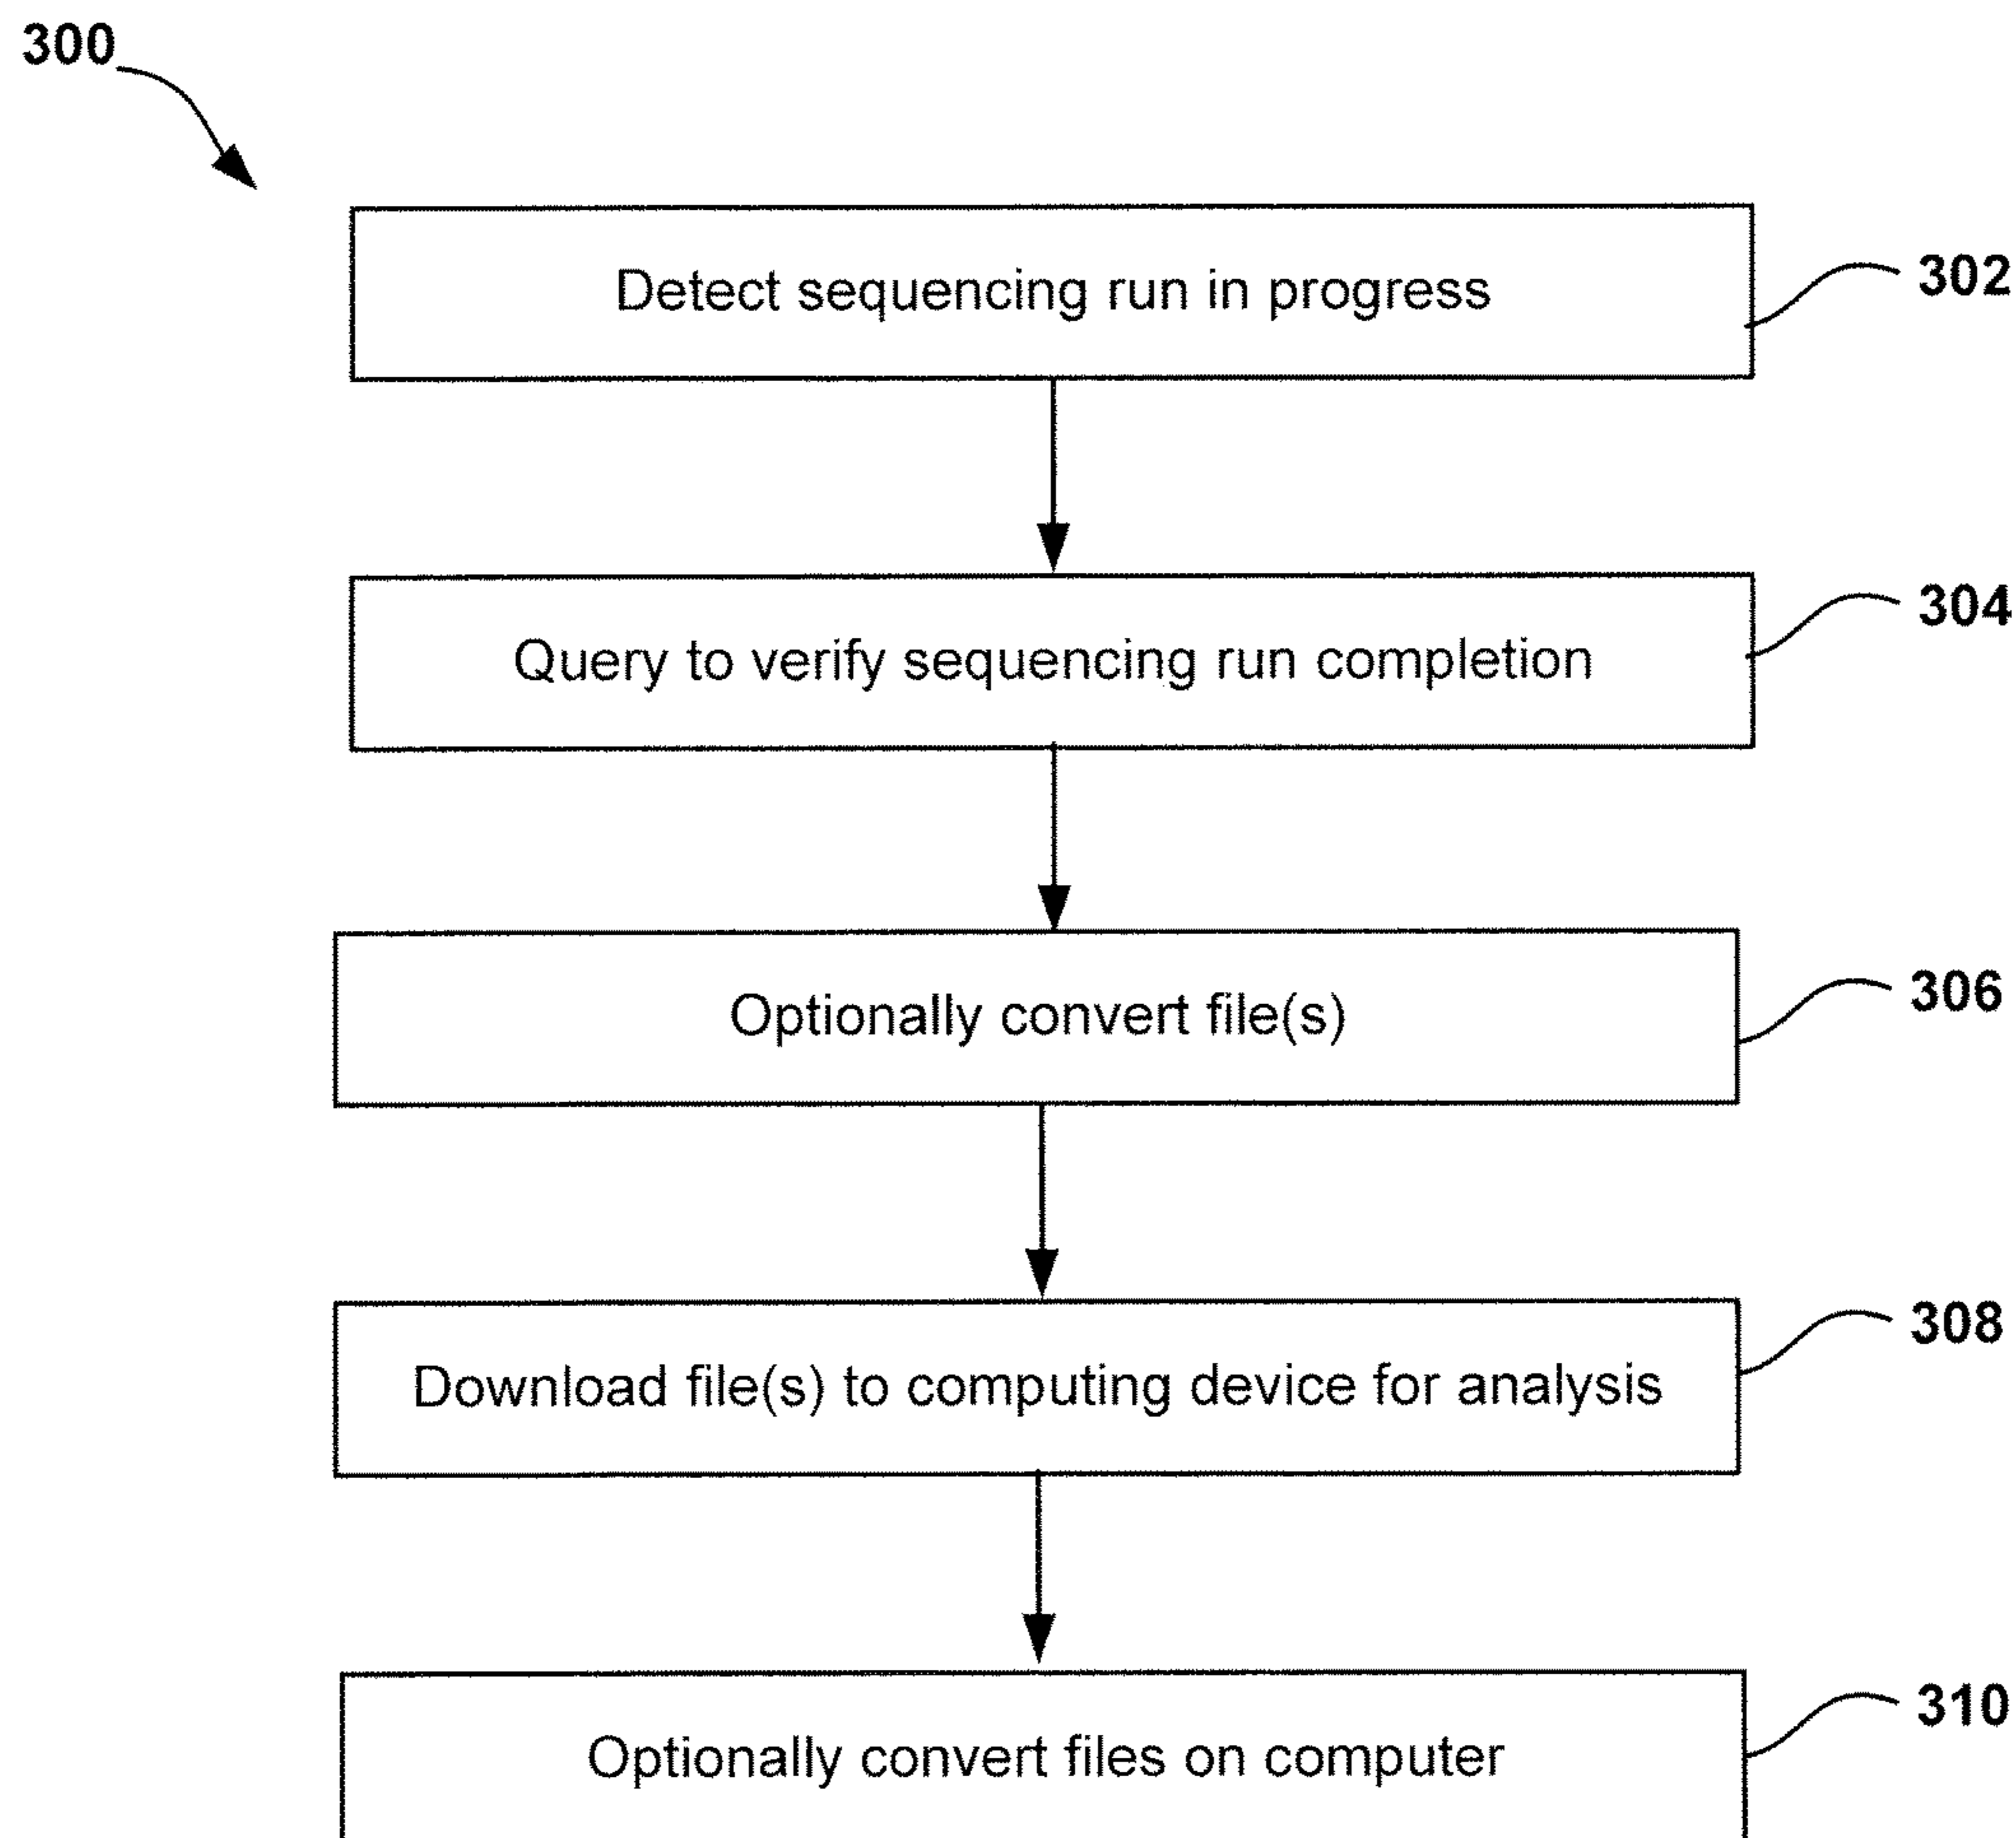 300
Detect sequencing run in progress
302
Query to verify sequencing run completion
304
Optionally convert file(s)
306
Download file(s) to computing device for analysis
308
Optionally convert files on computer
310